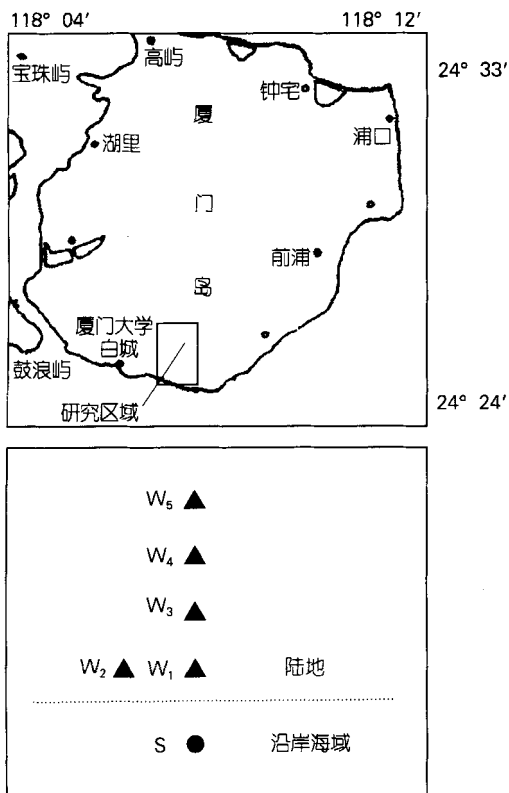 118° 04′ 118° 12′
高屿
宝珠屿
24° 33′
钟宅
厦
浦口
湖里
门
前浦
岛
厦门大学
白城
鼓浪屿
24° 24′
研究区域
W₅
W₄
W₃
W₂ W₁ 陆地
S 沿岸海域